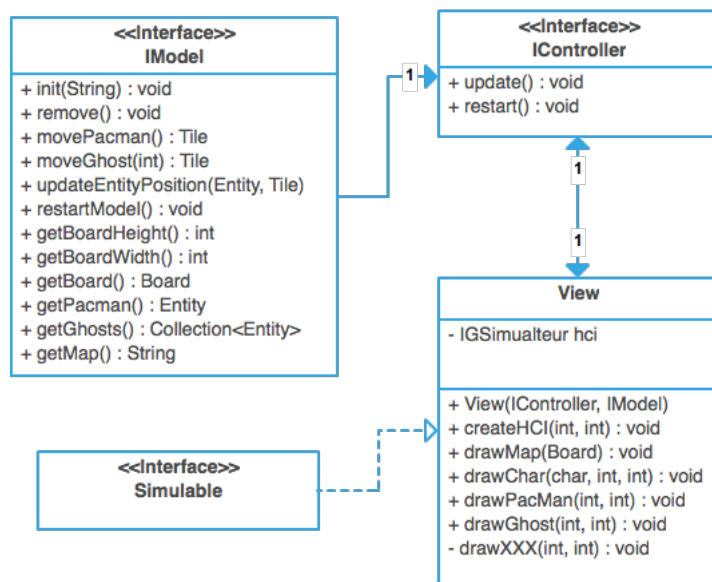 <<Interface>>
IModel
+ init(String) : void
+ remove() : void
+ movePacman() : Tile
+ moveGhost(int) : Tile
+ updateEntityPosition(Entity, Tile)
+ restartModel() : void
+ getBoardHeight() : int
+ getBoardWidth() : int
+ getBoard() : Board
+ getPacman() : Entity
+ getGhosts() : Collection<Entity>
+ getMap() : String
1
<<Interface>>
IController
+ update() : void
+ restart() : void
1
1
View
- IGSimualteur hci
+ View(IController, IModel)
+ createHCI(int, int) : void
+ drawMap(Board) : void
+ drawChar(char, int, int) : void
+ drawPacMan(int, int) : void
+ drawGhost(int, int) : void
- drawXXX(int, int) : void
<<Interface>>
Simulable